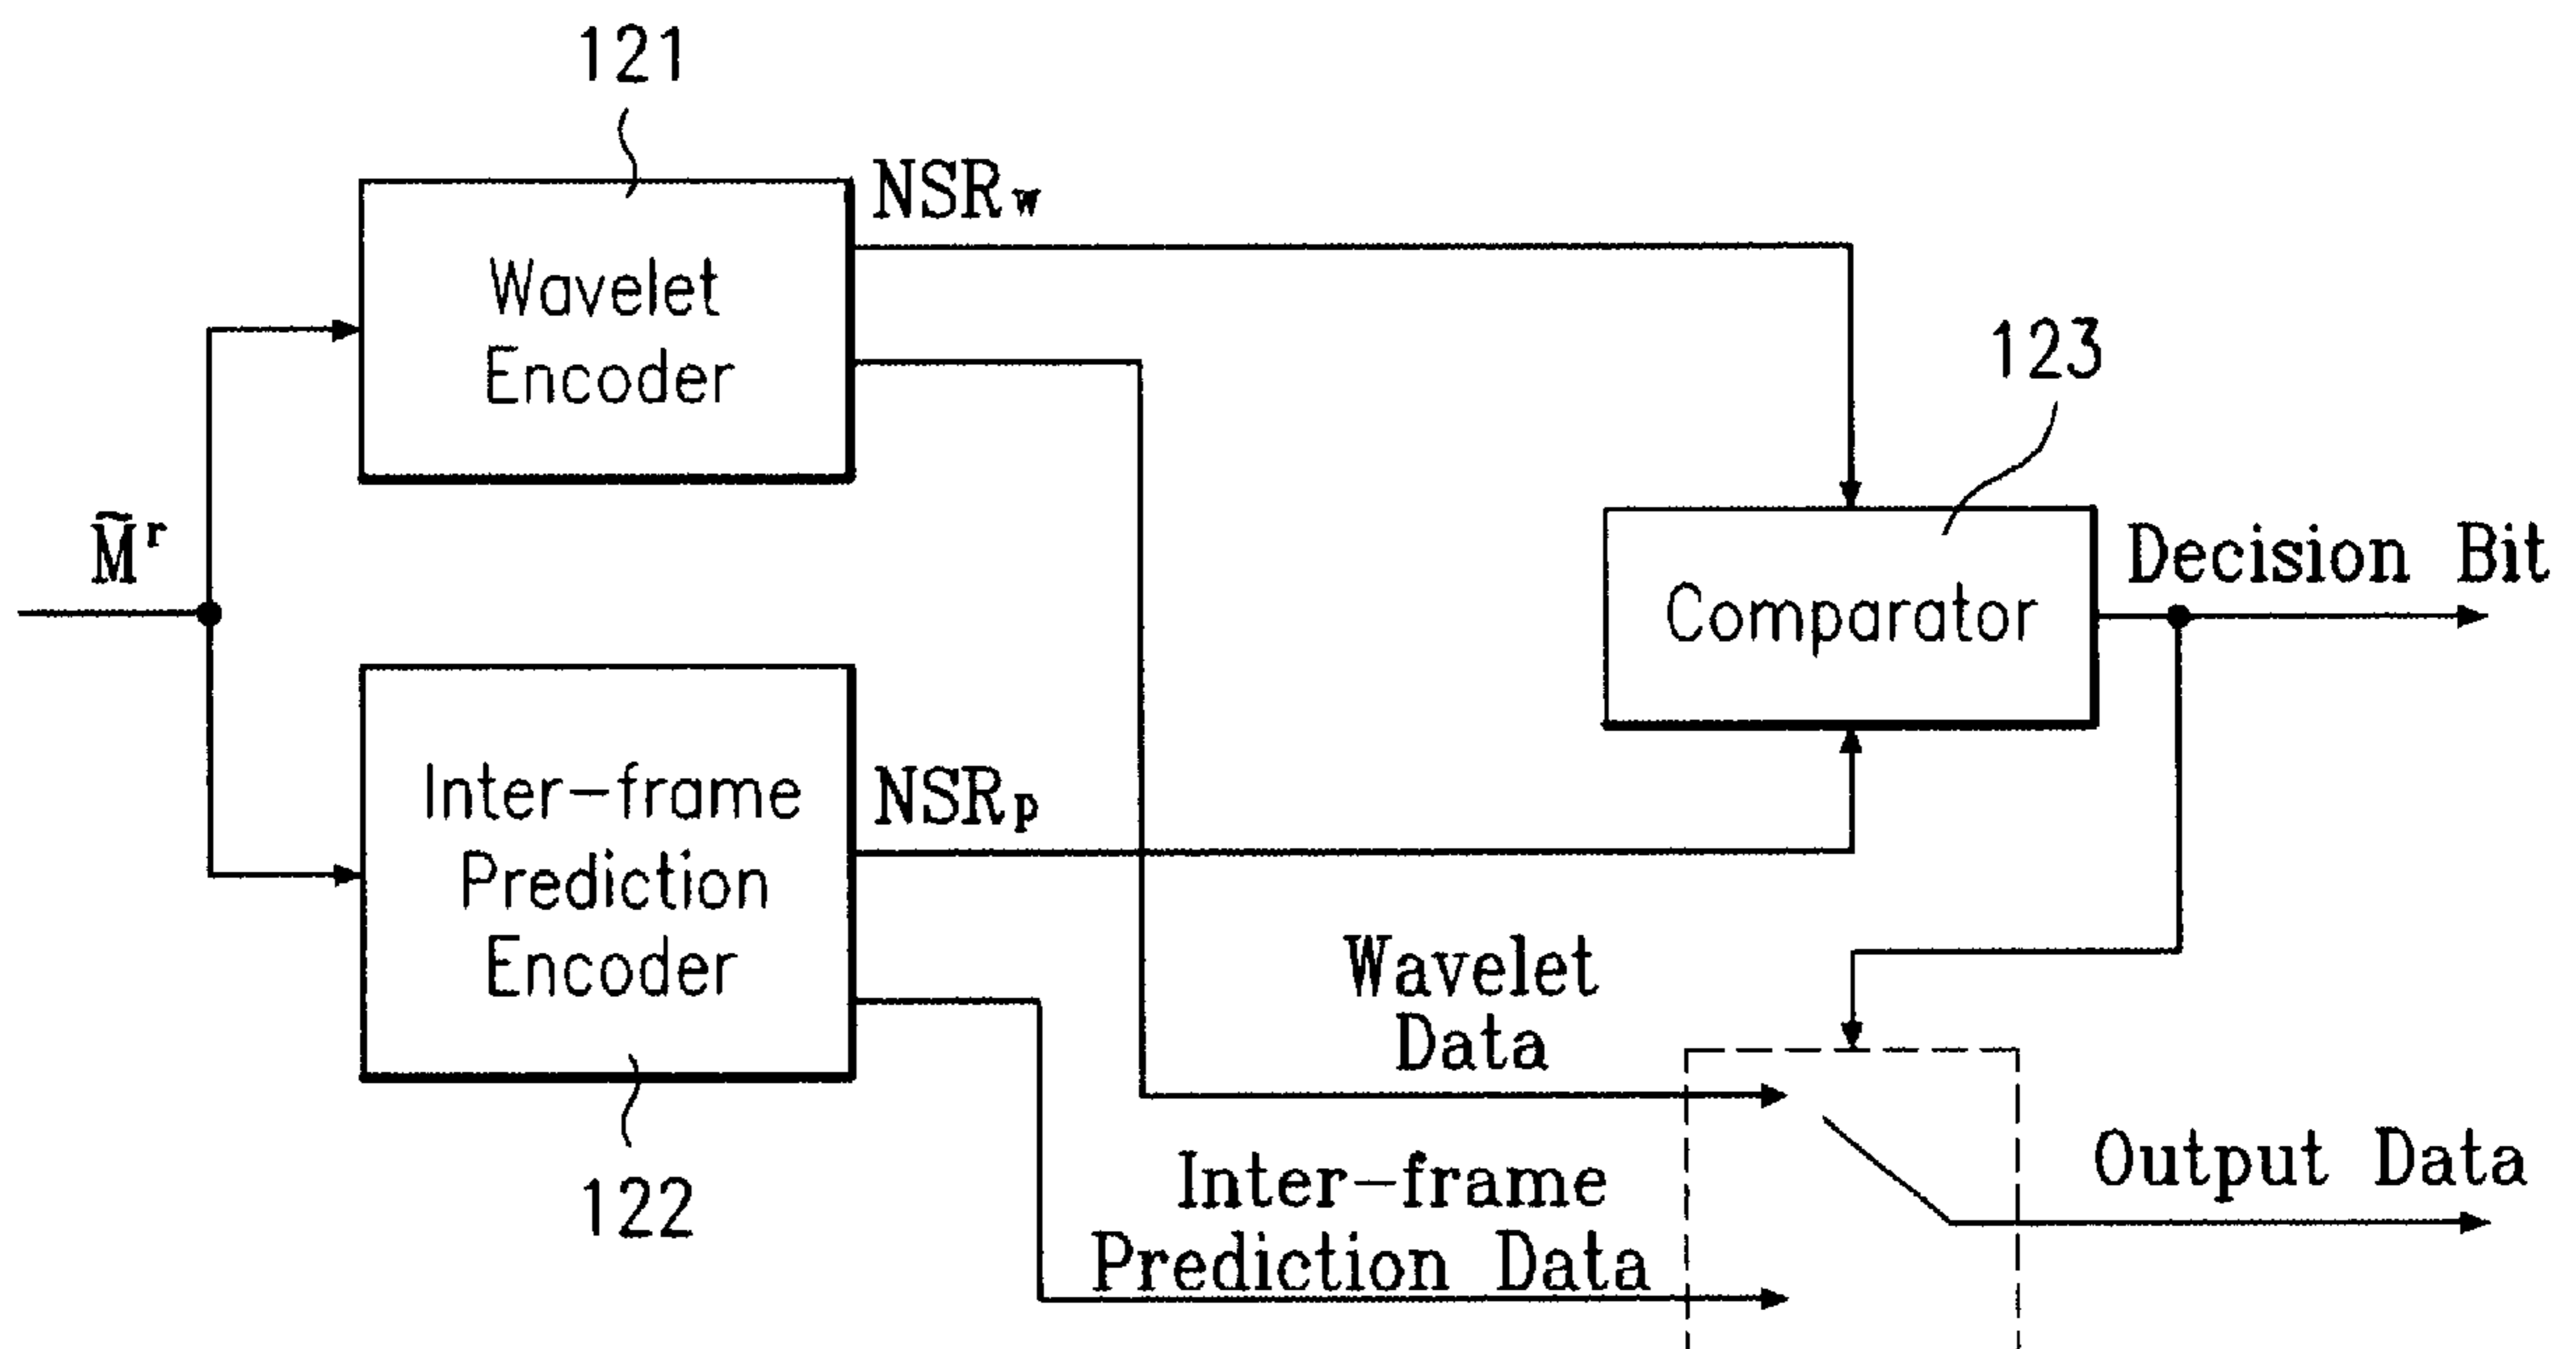 121
NSRw
Wavelet
Encoder
123
M̃ʳ
Decision Bit
Comparator
Inter-frame
Prediction
Encoder
NSRp
Wavelet
Data
122
Inter-frame
Prediction Data
Output Data